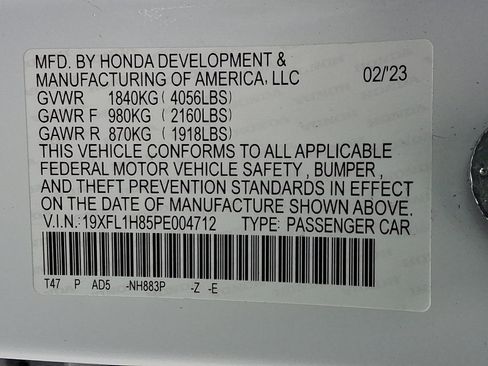 MFD. BY HONDA DEVELOPMENT &
MANUFACTURING OF AMERICA, LLC 02/'23
GVWR 1840KG (4056LBS)
GAWR F 980KG (2160LBS)
GAWR R 870KG (1918LBS)
THIS VEHICLE CONFORMS TO ALL APPLICABLE
FEDERAL MOTOR VEHICLE SAFETY , BUMPER ,
AND THEFT PREVENTION STANDARDS IN EFFECT
ON THE DATE OF MANUFACTURE SHOWN ABOVE.
V.I.N.: 19XFL1H85PE004712 TYPE: PASSENGER CAR
T47 P AD5 -NH883P -Z -E